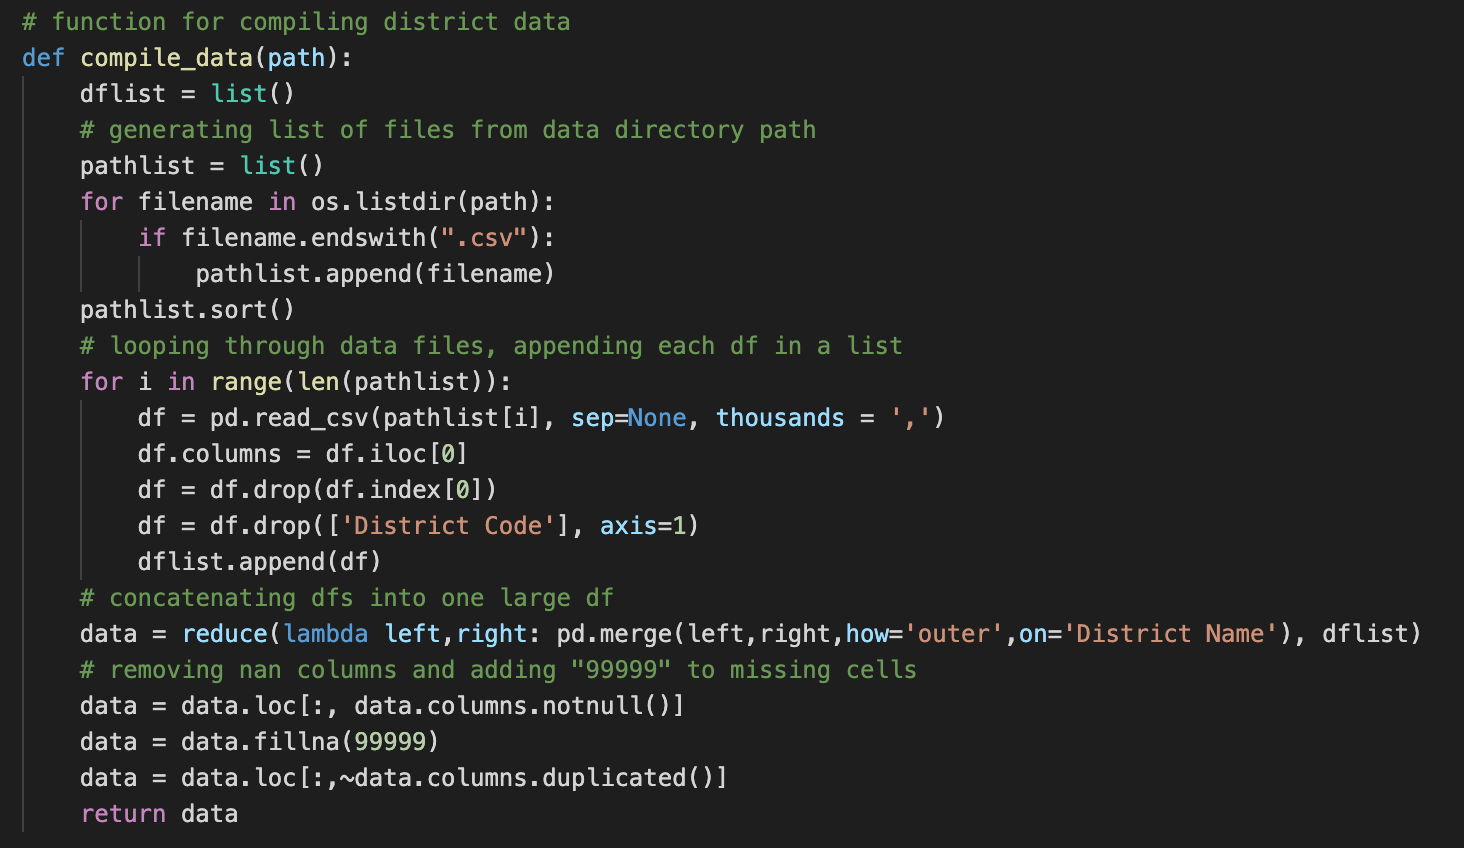 # function for compiling district data
def compile_data(path):
    dflist = list()
    # generating list of files from data directory path
    pathlist = list()
    for filename in os.listdir(path):
        if filename.endswith(".csv"):
            pathlist.append(filename)
    pathlist.sort()
    # looping through data files, appending each df in a list
    for i in range(len(pathlist)):
        df = pd.read_csv(pathlist[i], sep=None, thousands = ',')
        df.columns = df.iloc[0]
        df = df.drop(df.index[0])
        df = df.drop(['District Code'], axis=1)
        dflist.append(df)
    # concatenating dfs into one large df
    data = reduce(lambda left,right: pd.merge(left,right,how='outer',on='District Name'), dflist)
    # removing nan columns and adding "99999" to missing cells
    data = data.loc[:, data.columns.notnull()]
    data = data.fillna(99999)
    data = data.loc[:,~data.columns.duplicated()]
    return data